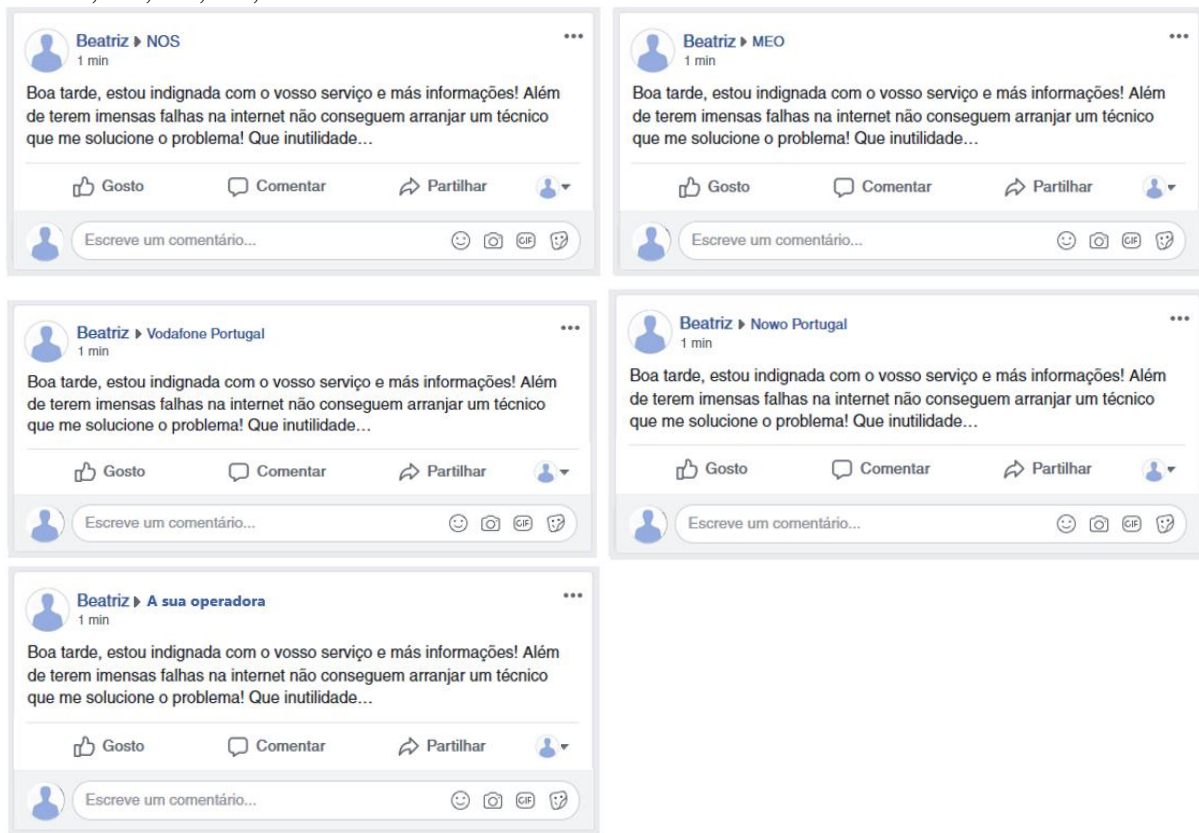 Beatriz NOS
1 min
Boa tarde, estou indignada com o vosso serviço e más informações! Além
de terem imensas falhas na internet não conseguem arranjar um técnico
que me solucione o problema! Que inutilidade…
Gosto Comentar Partilhar
Escreve um comentário... GIF
Beatriz MEO
1 min
Boa tarde, estou indignada com o vosso serviço e más informações! Além
de terem imensas falhas na internet não conseguem arranjar um técnico
que me solucione o problema! Que inutilidade…
Gosto Comentar Partilhar
Escreve um comentário... GIF
Beatriz Vodafone Portugal
1 min
Boa tarde, estou indignada com o vosso serviço e más informações! Além
de terem imensas falhas na internet não conseguem arranjar um técnico
que me solucione o problema! Que inutilidade…
Gosto Comentar Partilhar
Escreve um comentário... GIF
Beatriz Nowo Portugal
1 min
Boa tarde, estou indignada com o vosso serviço e más informações! Além
de terem imensas falhas na internet não conseguem arranjar um técnico
que me solucione o problema! Que inutilidade…
Gosto Comentar Partilhar
Escreve um comentário... GIF
Beatriz A sua operadora
1 min
Boa tarde, estou indignada com o vosso serviço e más informações! Além
de terem imensas falhas na internet não conseguem arranjar um técnico
que me solucione o problema! Que inutilidade…
Gosto Comentar Partilhar
Escreve um comentário... GIF